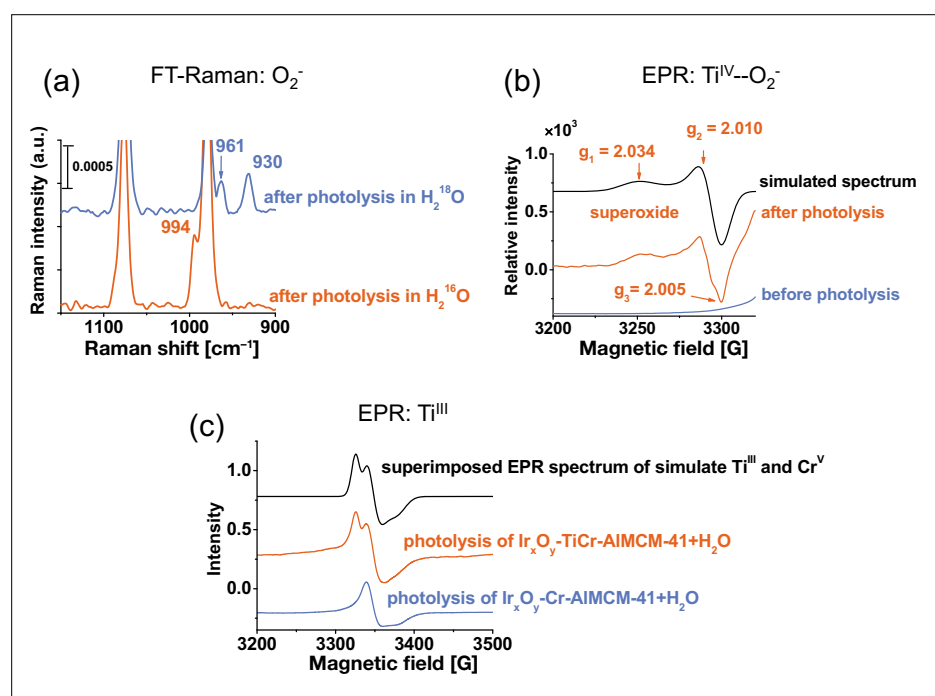 (a)
FT-Raman: O₂⁻
Raman intensity (a.u.)
0.0005
961
930
after photolysis in H₂¹⁸O
994
after photolysis in H₂¹⁶O
1100
1000
900
Raman shift [cm⁻¹]
(b)
EPR: Tiᴵⱽ--O₂⁻
×10³
g₁ = 2.034
g₂ = 2.010
1.0
0.5
0.0
Relative intensity
simulated spectrum
superoxide
after photolysis
g₃= 2.005
before photolysis
3200
3250
3300
Magnetic field [G]
(c)
EPR: Tiᴵᴵᴵ
1.0
0.5
0.0
Intensity
superimposed EPR spectrum of simulate Tiᴵᴵᴵ and Crⱽ
photolysis of IrₓOᵧ-TiCr-AlMCM-41+H₂O
photolysis of IrₓOᵧ-Cr-AlMCM-41+H₂O
3200
3300
3400
3500
Magnetic field [G]